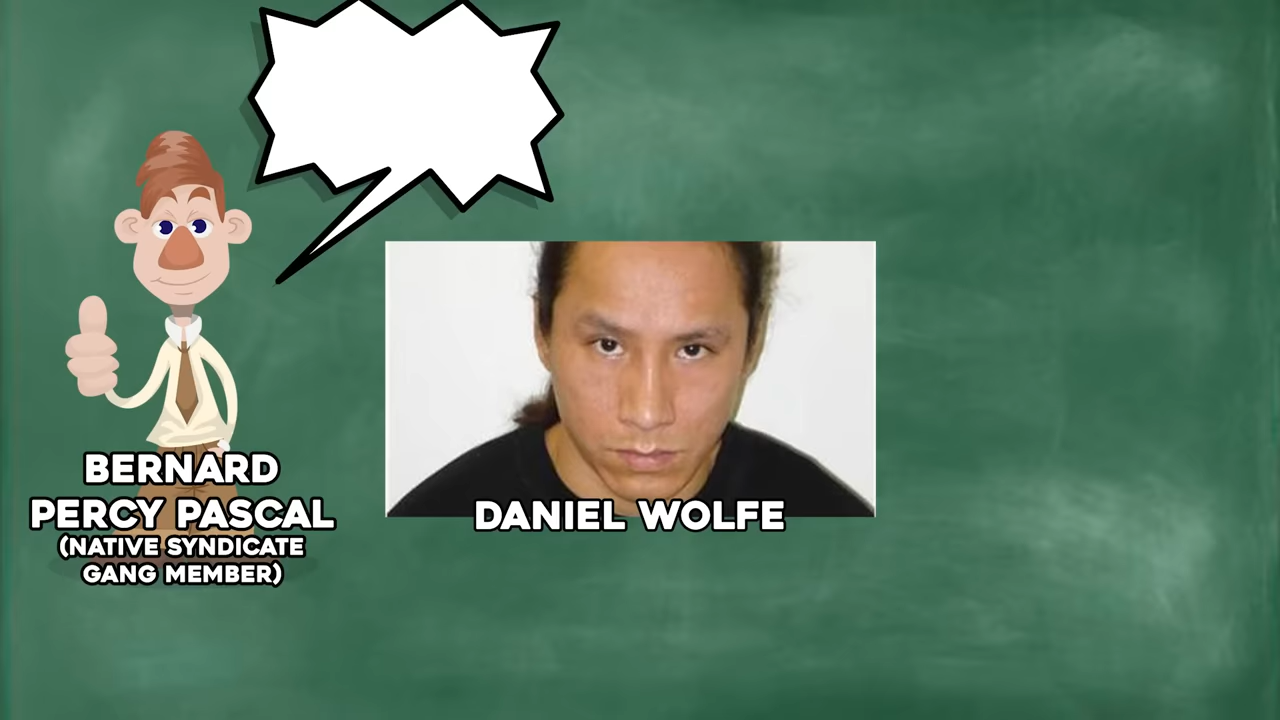 BERNARD
PERCY PASCAL
(NATIVE SYNDICATE
GANG MEMBER)
DANIEL WOLFE